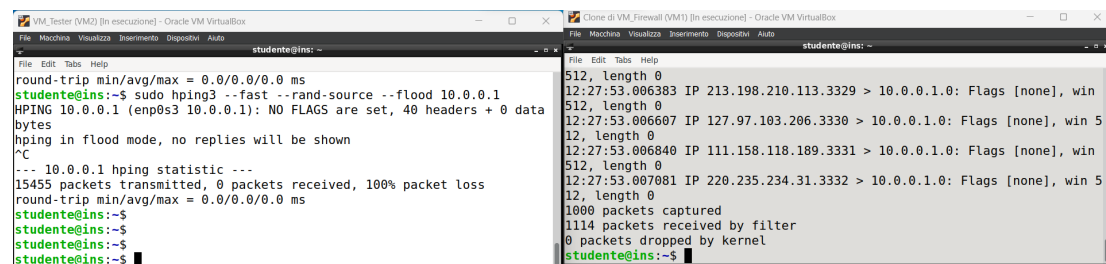 VM_Tester (VM2) [In esecuzione] - Oracle VM VirtualBox
File Macchina Visualizza Inserimento Dispositivi Aiuto
studente@ins: ~
File Edit Tabs Help
round-trip min/avg/max = 0.0/0.0/0.0 ms
studente@ins:~$ sudo hping3 --fast --rand-source --flood 10.0.0.1
HPING 10.0.0.1 (enp0s3 10.0.0.1): NO FLAGS are set, 40 headers + 0 data
bytes
hping in flood mode, no replies will be shown
^C
--- 10.0.0.1 hping statistic ---
15455 packets transmitted, 0 packets received, 100% packet loss
round-trip min/avg/max = 0.0/0.0/0.0 ms
studente@ins:~$
studente@ins:~$
studente@ins:~$
studente@ins:~$
Clone di VM_Firewall (VM1) [In esecuzione] - Oracle VM VirtualBox
File Macchina Visualizza Inserimento Dispositivi Aiuto
studente@ins: ~
File Edit Tabs Help
512, length 0
12:27:53.006383 IP 213.198.210.113.3329 > 10.0.0.1.0: Flags [none], win
512, length 0
12:27:53.006607 IP 127.97.103.206.3330 > 10.0.0.1.0: Flags [none], win 5
12, length 0
12:27:53.006840 IP 111.158.118.189.3331 > 10.0.0.1.0: Flags [none], win
512, length 0
12:27:53.007081 IP 220.235.234.31.3332 > 10.0.0.1.0: Flags [none], win 5
12, length 0
1000 packets captured
1114 packets received by filter
0 packets dropped by kernel
studente@ins:~$